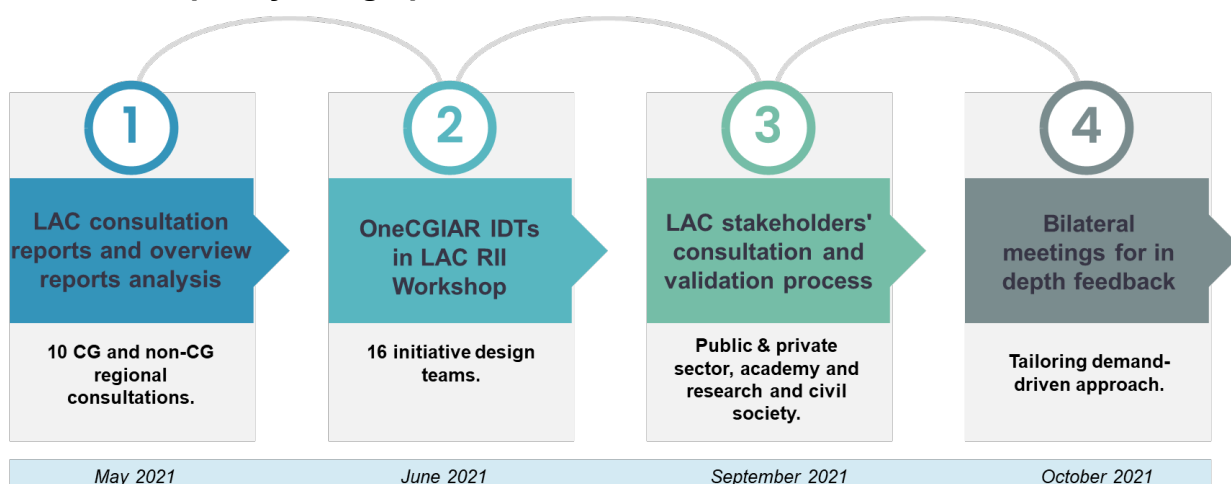 1
LAC consultation
reports and overview
reports analysis
10 CG and non-CG
regional
consultations.
May 2021
2
OneCGIAR IDTs
in LAC RII
Workshop
16 initiative design
teams.
June 2021
3
LAC stakeholders'
consultation and
validation process
Public & private
sector, academy and
research and civil
society.
September 2021
4
Bilateral
meetings for in
depth feedback
Tailoring demand-
driven approach.
October 2021